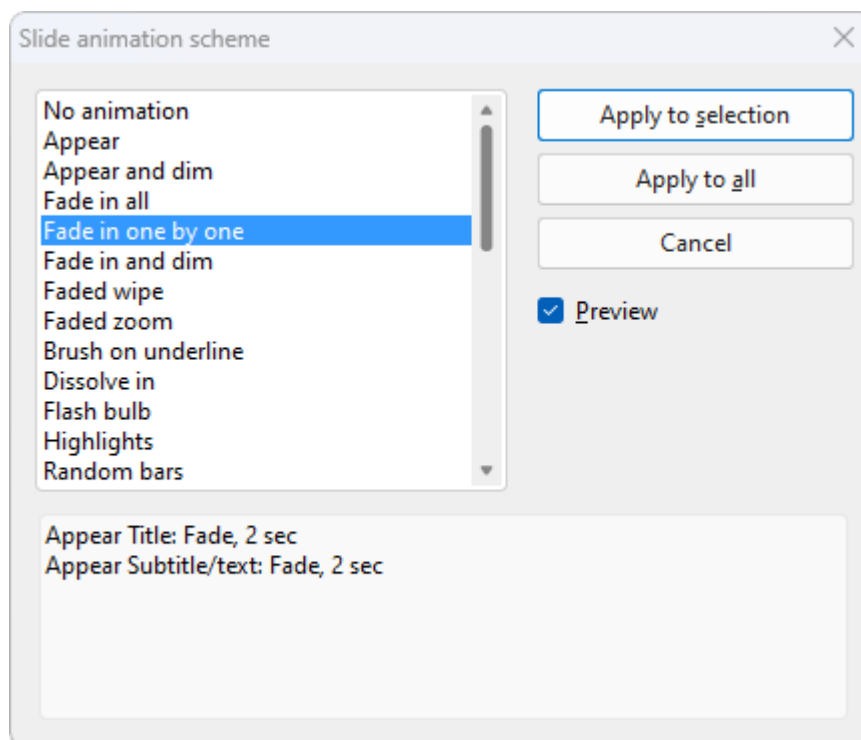 Slide animation scheme
No animation
Appear
Appear and dim
Fade in all
Fade in one by one
Fade in and dim
Faded wipe
Faded zoom
Brush on underline
Dissolve in
Flash bulb
Highlights
Random bars
Apply to selection
Apply to all
Cancel
Preview
Appear Title: Fade, 2 sec
Appear Subtitle/text: Fade, 2 sec